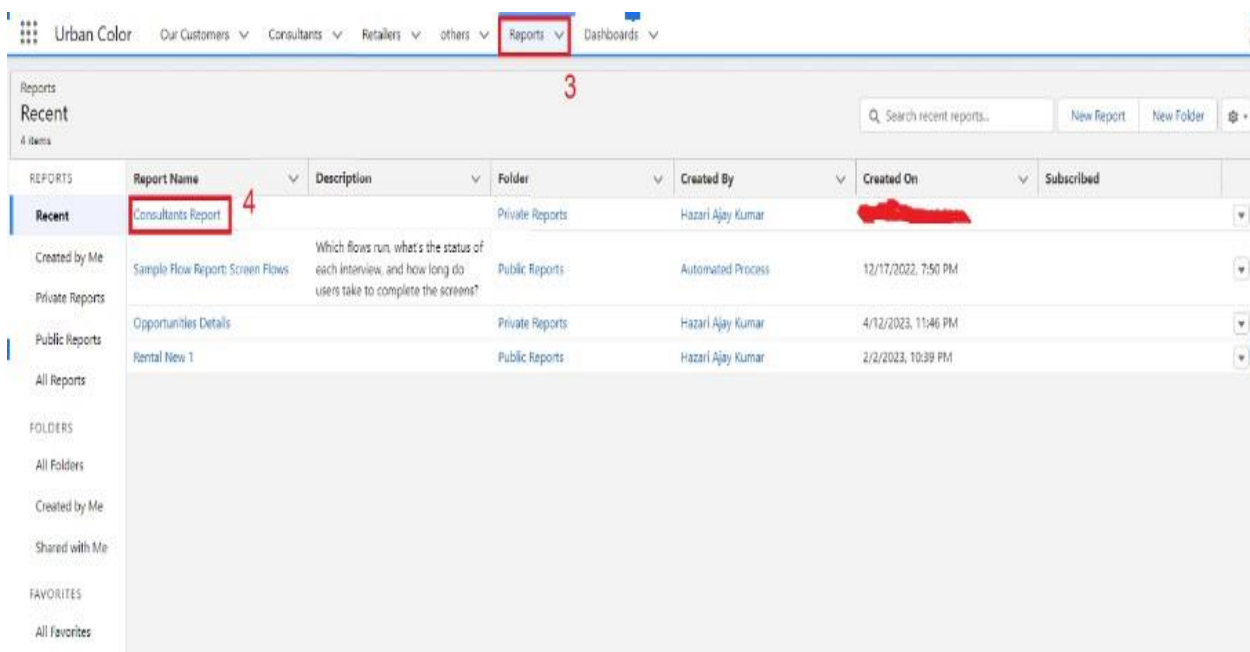 Urban Color Our Customers Consultants Retailers others Reports Dashboards
3
Reports
Recent
4 items
Search recent reports...
New Report
New Folder
REPORTS
Report Name Description Folder Created By Created On Subscribed
Recent
Consultants Report 4 Private Reports Hazari Ajay Kumar
Created by Me
Sample Flow Report: Screen Flows
Which flows run, what's the status of
each interview, and how long do
users take to complete the screens?
Public Reports Automated Process 12/17/2022, 7:50 PM
Private Reports
Opportunities Details Private Reports Hazari Ajay Kumar 4/12/2023, 11:46 PM
Public Reports
Rental New 1 Public Reports Hazari Ajay Kumar 2/2/2023, 10:39 PM
All Reports
FOLDERS
All Folders
Created by Me
Shared with Me
FAVORITES
All Favorites